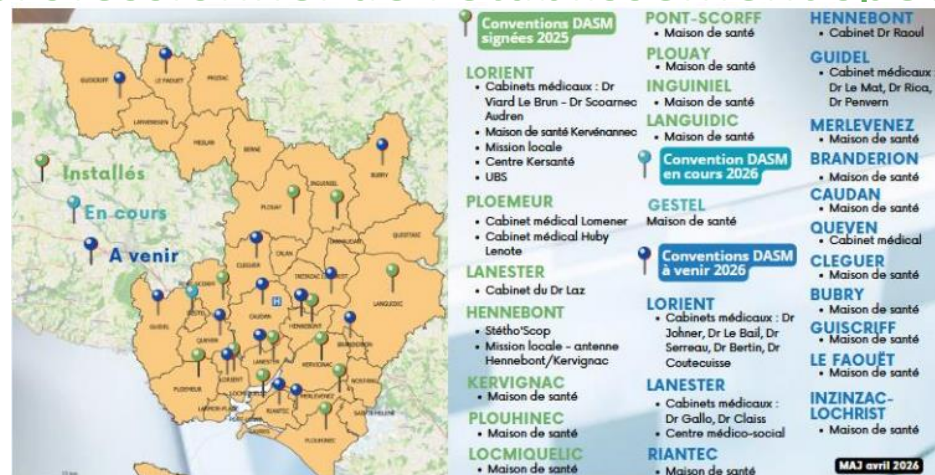 Installés
En cours
A venir
GUISCRIFF
LE FAOUET
LANVENEGEN
MESLAN
BERNE
BUBRY
PLOUAY
INGUINIEL
QUISTINIC
CALAN
CLEGUER
LANGUIDIC
PONT-SCORFF
GESTEL
GUIDEL
CAUDAN
H
HENNEBONT
QUEVEN
BRANDERION
LANESTER
KERVIGNAC
LORIENT
PLOEMEUR
NOSTANG
MERLEVENEZ
LARMOR-PLAGE
RIANTEC
SAINTE-HELENE
PLOUHINEC
Conventions DASM
signées 2025
LORIENT
• Cabinets médicaux : Dr
Viard Le Brun - Dr Scoarnec
Audren
• Maison de santé Kervénannec
• Mission locale
• Centre Kersanté
• UBS
PLOEMEUR
• Cabinet médical Lomener
• Cabinet médical Huby
Lenote
LANESTER
• Cabinet du Dr Laz
HENNEBONT
• Stétho'Scop
• Mission locale - antenne
Hennebont/Kervignac
KERVIGNAC
• Maison de santé
PLOUHINEC
• Maison de santé
LOCMIQUELIC
• Maison de santé
PONT-SCORFF
• Maison de santé
PLOUAY
• Maison de santé
INGUINIEL
• Maison de santé
LANGUIDIC
• Maison de santé
Convention DASM
en cours 2026
GESTEL
Maison de santé
Conventions DASM
à venir 2026
LORIENT
• Cabinets médicaux : Dr
Johner, Dr Le Bail, Dr
Serreau, Dr Bertin, Dr
Coutecuisse
LANESTER
• Cabinets médicaux :
Dr Gallo, Dr Claiss
• Centre médico-social
RIANTEC
• Maison de santé
HENNEBONT
• Cabinet Dr Raoul
GUIDEL
• Cabinet médicaux :
Dr Le Mat, Dr Rica,
Dr Penvern
MERLEVENEZ
• Maison de santé
BRANDERION
• Maison de santé
CAUDAN
• Maison de santé
QUEVEN
• Cabinet médical
CLEGUER
• Maison de santé
BUBRY
• Maison de santé
GUISCRIFF
• Maison de santé
LE FAOUËT
• Maison de santé
INZINZAC-
LOCHRIST
• Maison de santé
MAJ avril 2026